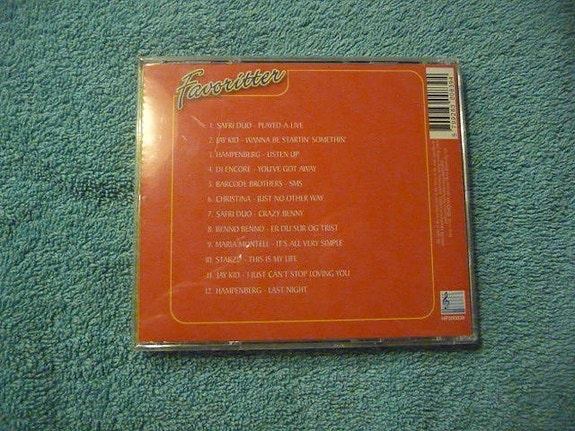 Favoritter
1. SAFRI DUO - PLAYED-A-LIVE
2. JAY KID - WANNA BE STARTIN' SOMETHIN'
3. HAMPENBERG - LISTEN UP
4. DJ ENCORE - YOU'VE GOT AWAY
5. BARCODE BROTHERS - SMS
6. CHRISTINA - JUST NO OTHER WAY
7. SAFRI DUO - CRAZY BENNY
8. BENNO BENNO - ER DU SUR OG TRIST
9. MARIA MONTELL - IT'S ALL VERY SIMPLE
10. STARZ - THIS IS MY LIFE
11. JAY KID - I JUST CAN'T STOP LOVING YOU
12. HAMPENBERG - LAST NIGHT